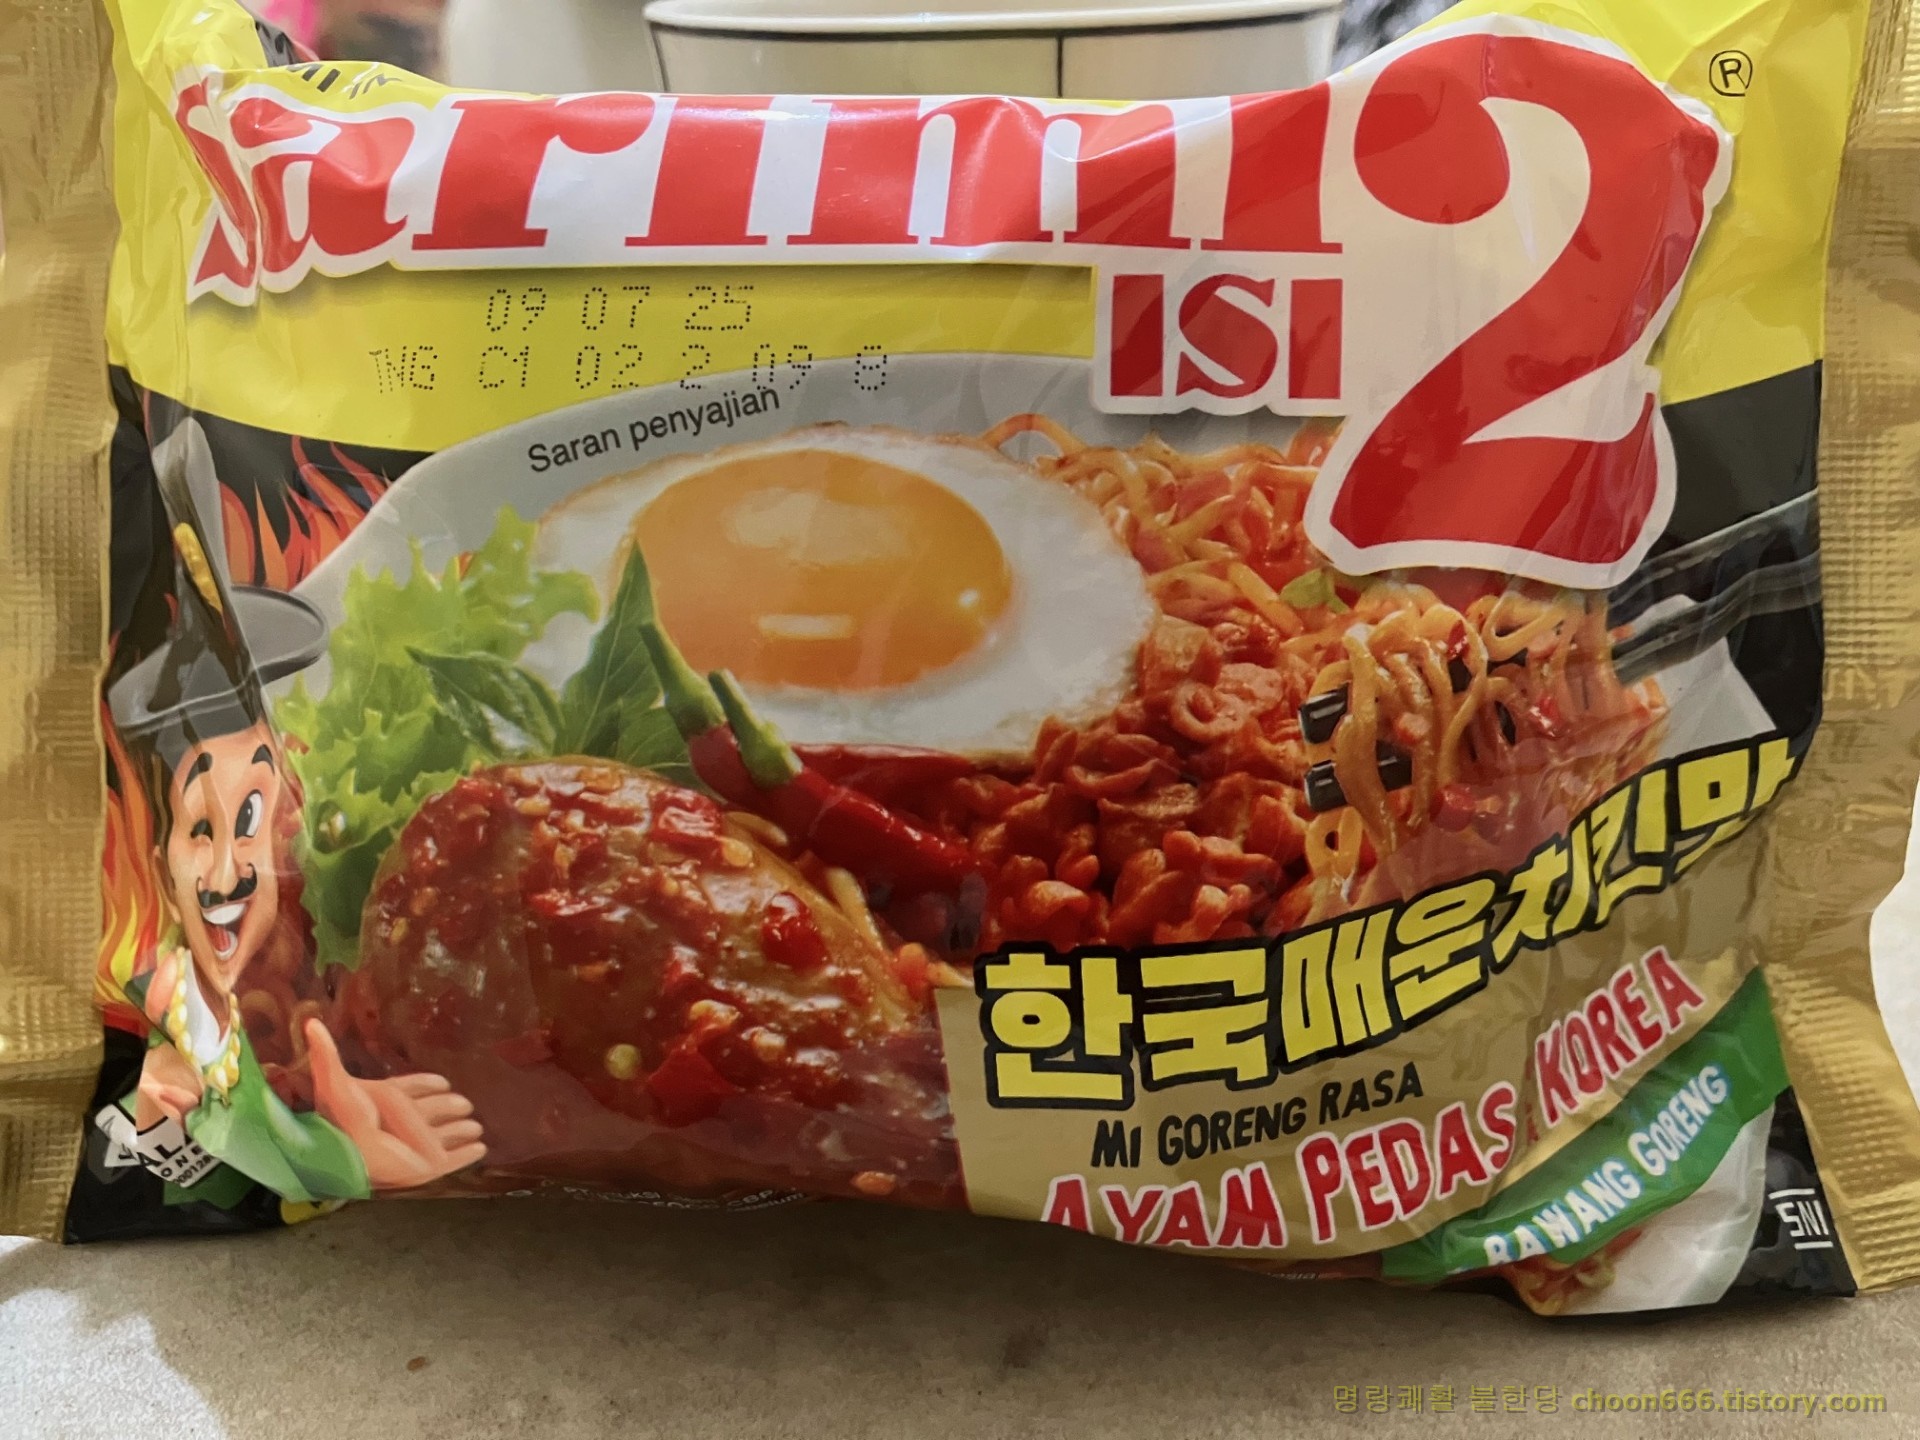 Sarimi
®
ISI 2
09 07 25
TNG C1 02 2 09 8
Saran penyajian
한국매운치킨맛
MI GORENG RASA
AYAM PEDAS KOREA
BAWANG GORENG
SNI
명랑쾌활 불한당 choon666.tistory.com